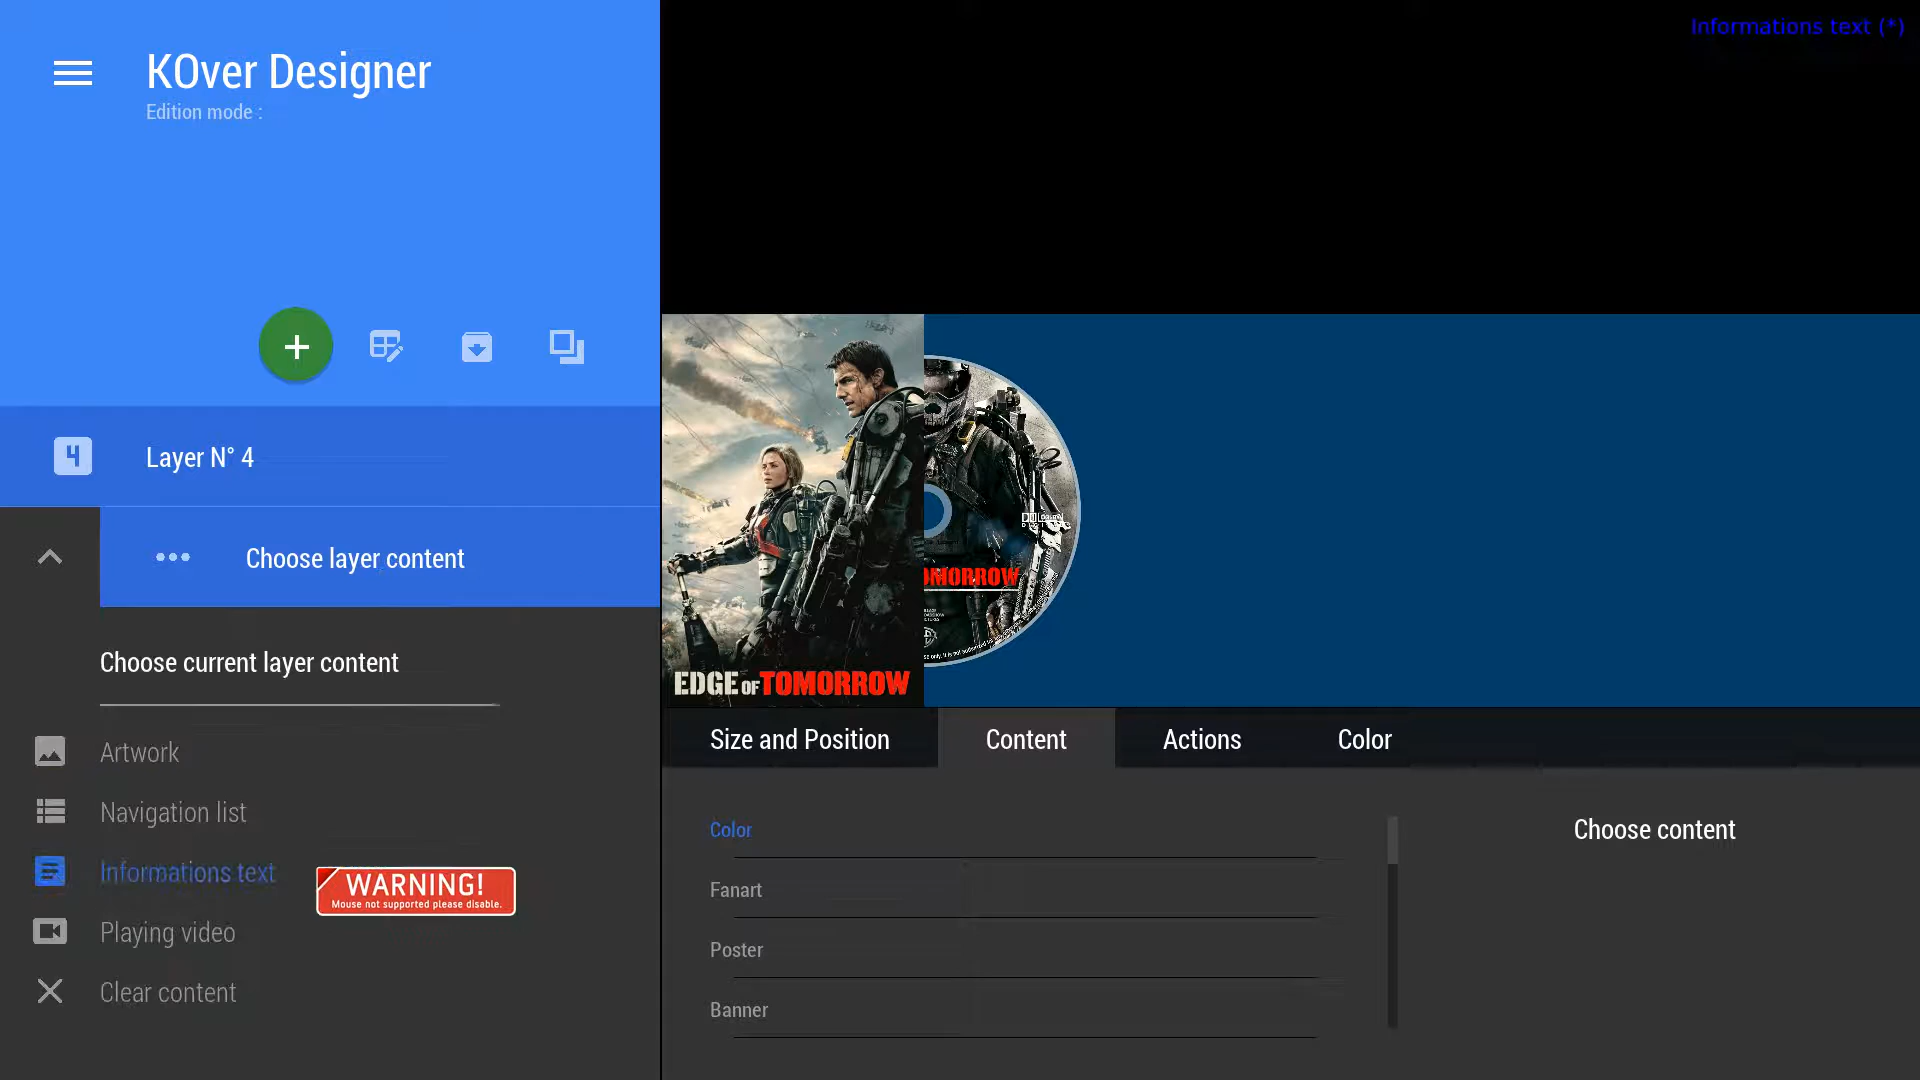 KOver Designer
Edition mode :
Informations text (*)
4
Layer N° 4
Choose layer content
Choose current layer content
Artwork
Navigation list
Informations text
Playing video
Clear content
WARNING!
Mouse not supported please disable.
EDGE OF TOMORROW
OMORROW
Size and Position
Content
Actions
Color
Color
Fanart
Poster
Banner
Choose content